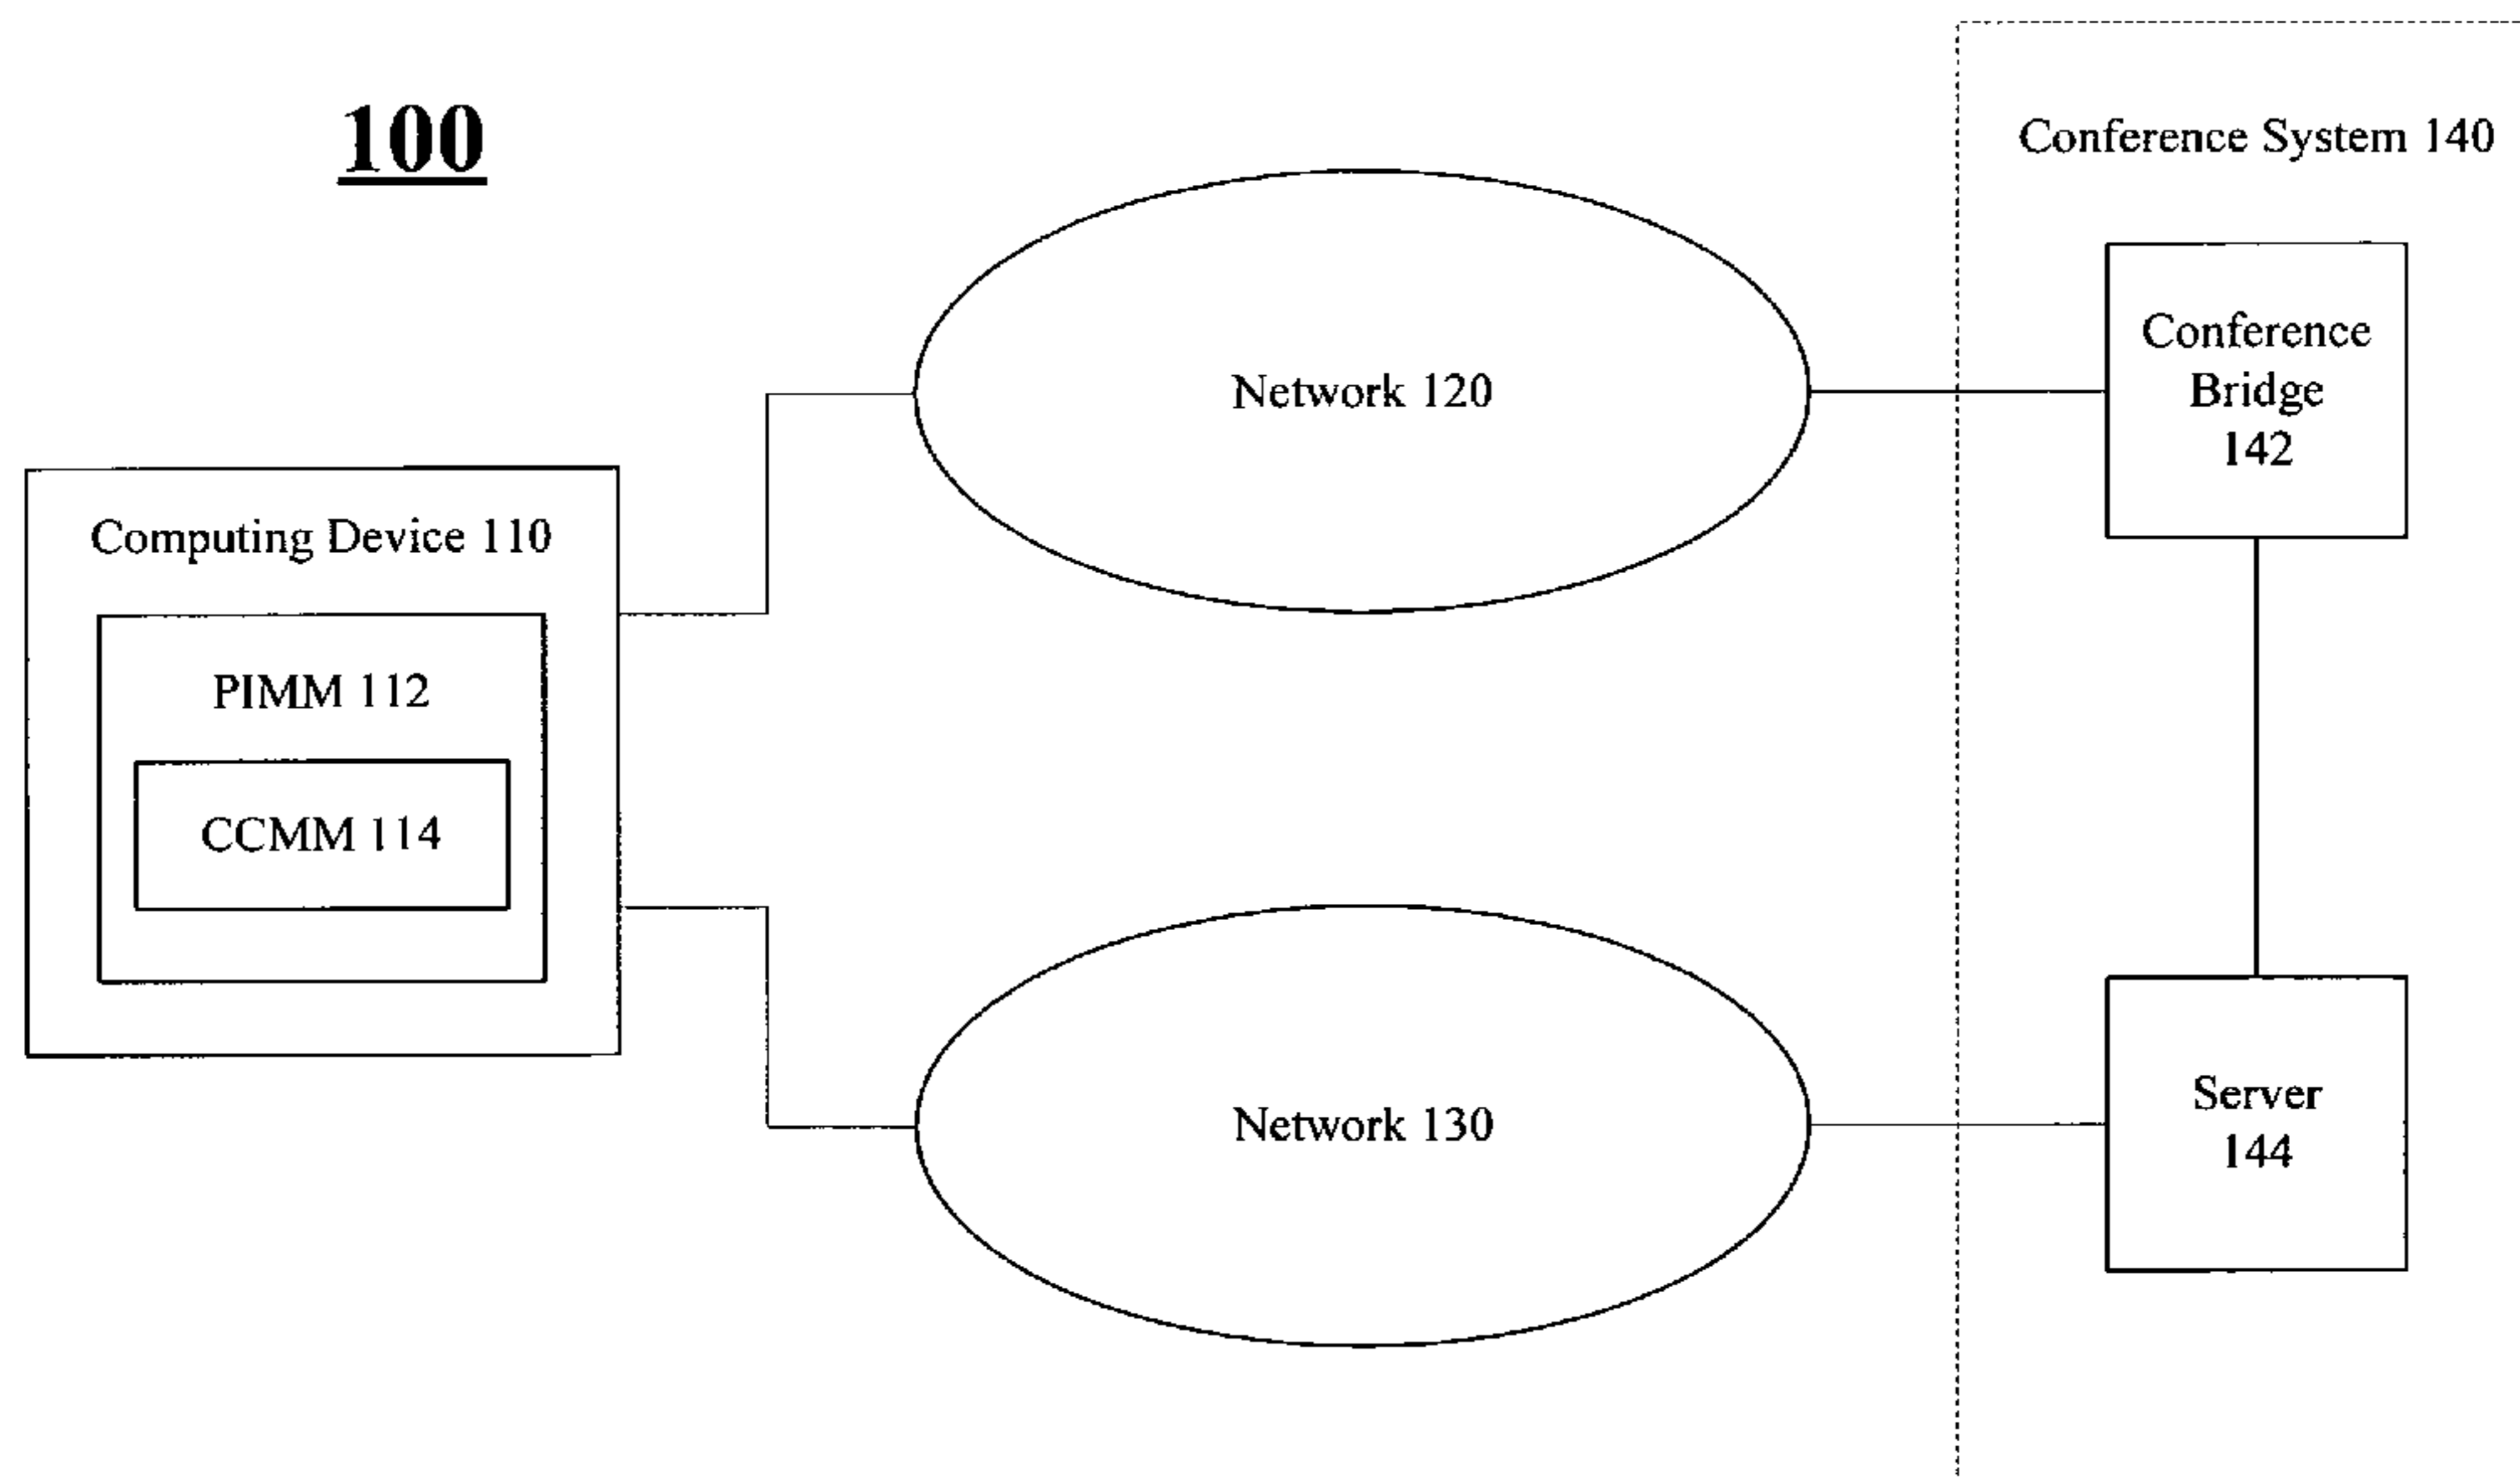 100
Conference System 140
Conference
Bridge
142
Network 120
Computing Device 110
PIMM 112
CCMM 114
Network 130
Server
144